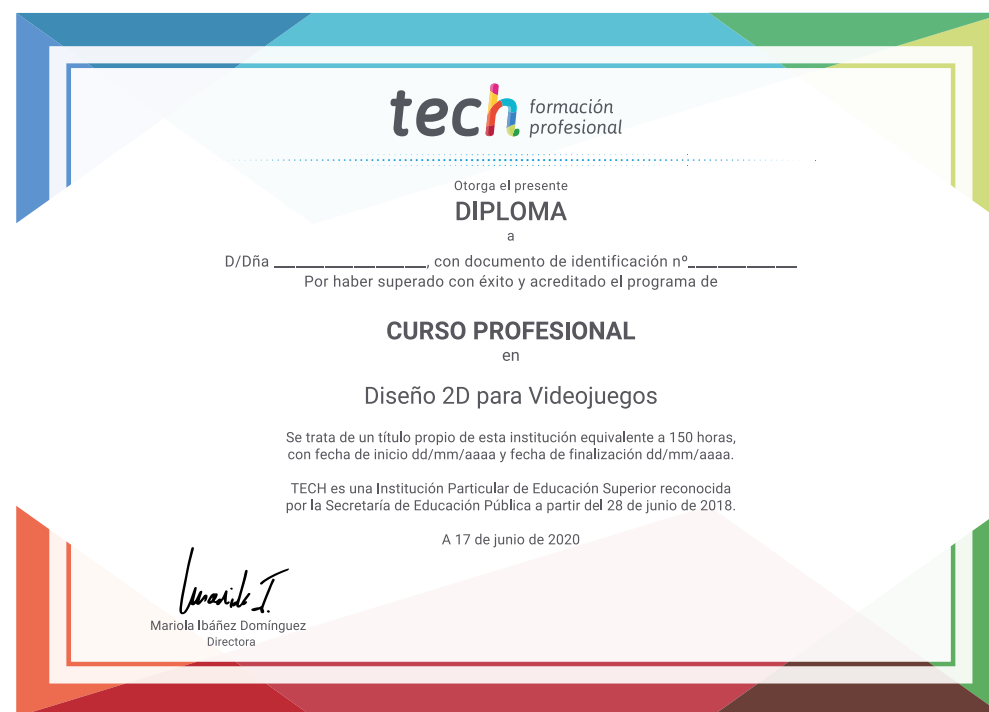 tech formación
profesional
Otorga el presente
DIPLOMA
a
D/Dña ____________________, con documento de identificación nº______________
Por haber superado con éxito y acreditado el programa de
CURSO PROFESIONAL
en
Diseño 2D para Videojuegos
Se trata de un título propio de esta institución equivalente a 150 horas,
con fecha de inicio dd/mm/aaaa y fecha de finalización dd/mm/aaaa.
TECH es una Institución Particular de Educación Superior reconocida
por la Secretaría de Educación Pública a partir del 28 de junio de 2018.
A 17 de junio de 2020
Mariola Ibáñez Domínguez
Directora